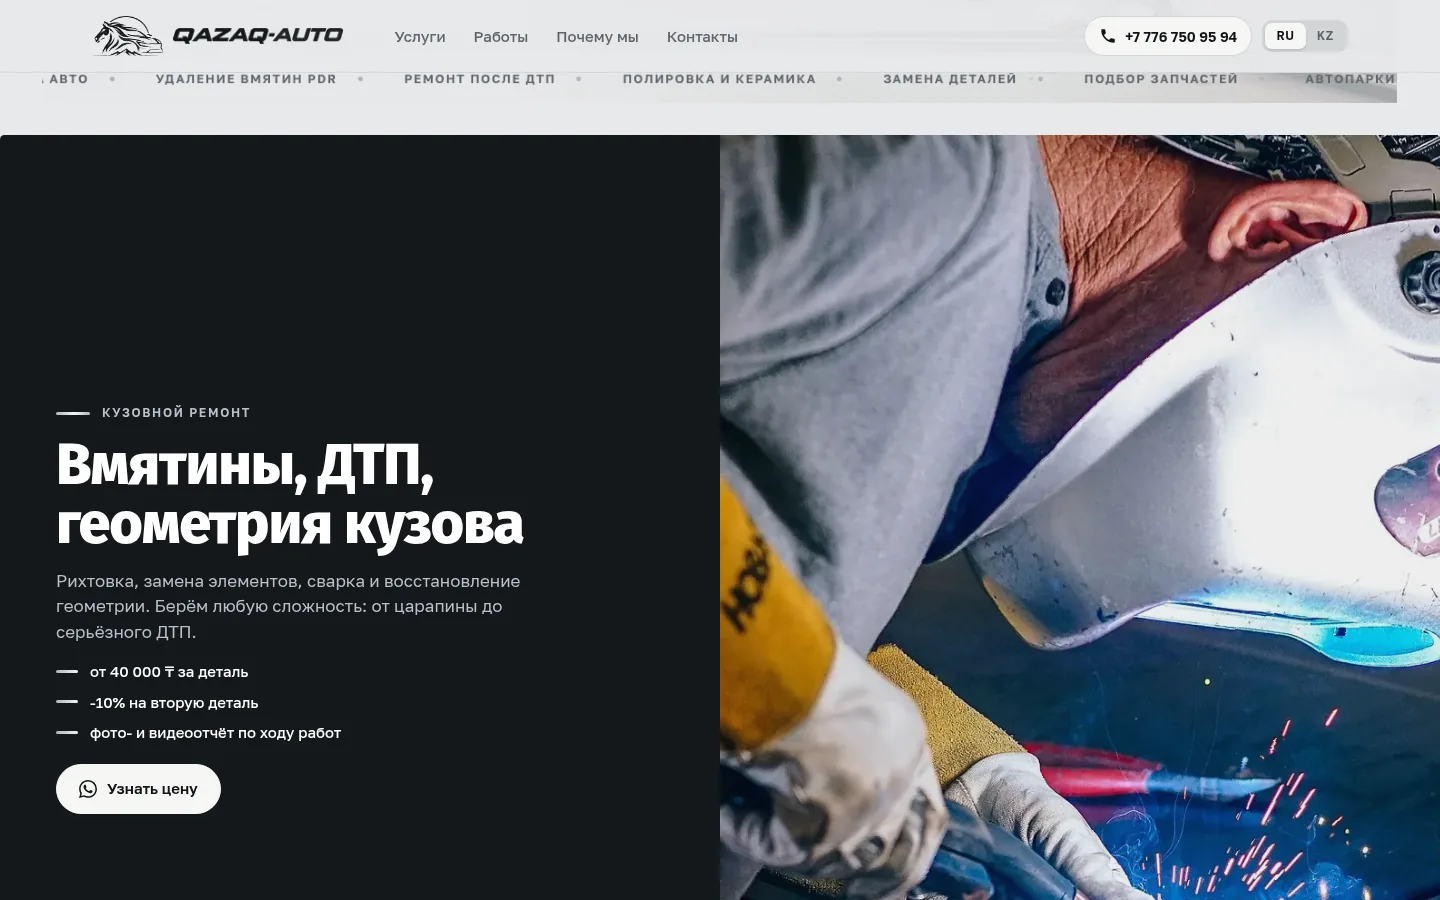 QAZAQ-AUTO
Услуги
Работы
Почему мы
Контакты
+7 776 750 95 94
RU
KZ
АВТО
УДАЛЕНИЕ ВМЯТИН PDR
РЕМОНТ ПОСЛЕ ДТП
ПОЛИРОВКА И КЕРАМИКА
ЗАМЕНА ДЕТАЛЕЙ
ПОДБОР ЗАПЧАСТЕЙ
АВТОПАРКИ
КУЗОВНОЙ РЕМОНТ
Вмятины, ДТП,
геометрия кузова
Рихтовка, замена элементов, сварка и восстановление
геометрии. Берём любую сложность: от царапины до
серьёзного ДТП.
от 40 000 ₸ за деталь
-10% на вторую деталь
фото- и видеоотчёт по ходу работ
Узнать цену